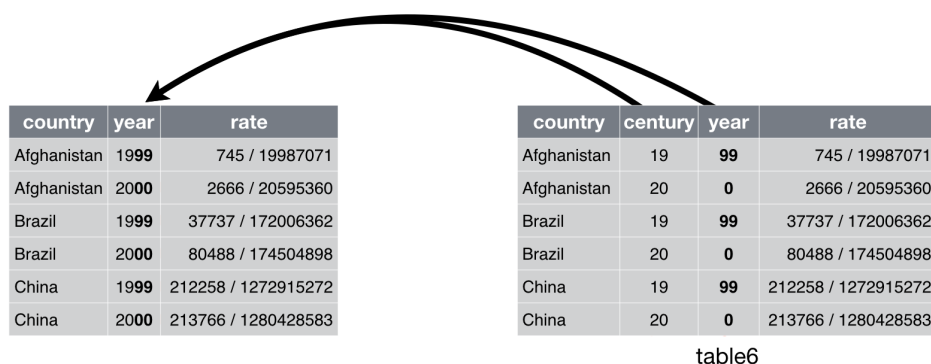 country year rate
Afghanistan 1999 745 / 19987071
Afghanistan 2000 2666 / 20595360
Brazil 1999 37737 / 172006362
Brazil 2000 80488 / 174504898
China 1999 212258 / 1272915272
China 2000 213766 / 1280428583
country century year rate
Afghanistan 19 99 745 / 19987071
Afghanistan 20 0 2666 / 20595360
Brazil 19 99 37737 / 172006362
Brazil 20 0 80488 / 174504898
China 19 99 212258 / 1272915272
China 20 0 213766 / 1280428583
table6